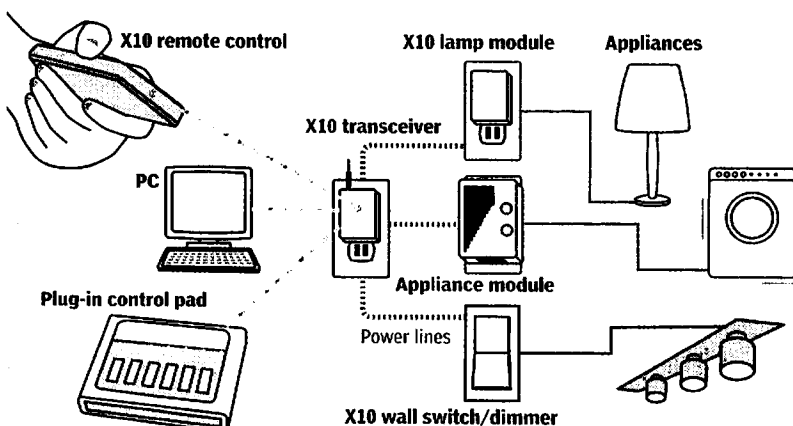 X10 remote control
X10 lamp module
Appliances
X10 transceiver
PC
Plug-in control pad
Appliance module
Power lines
X10 wall switch/dimmer